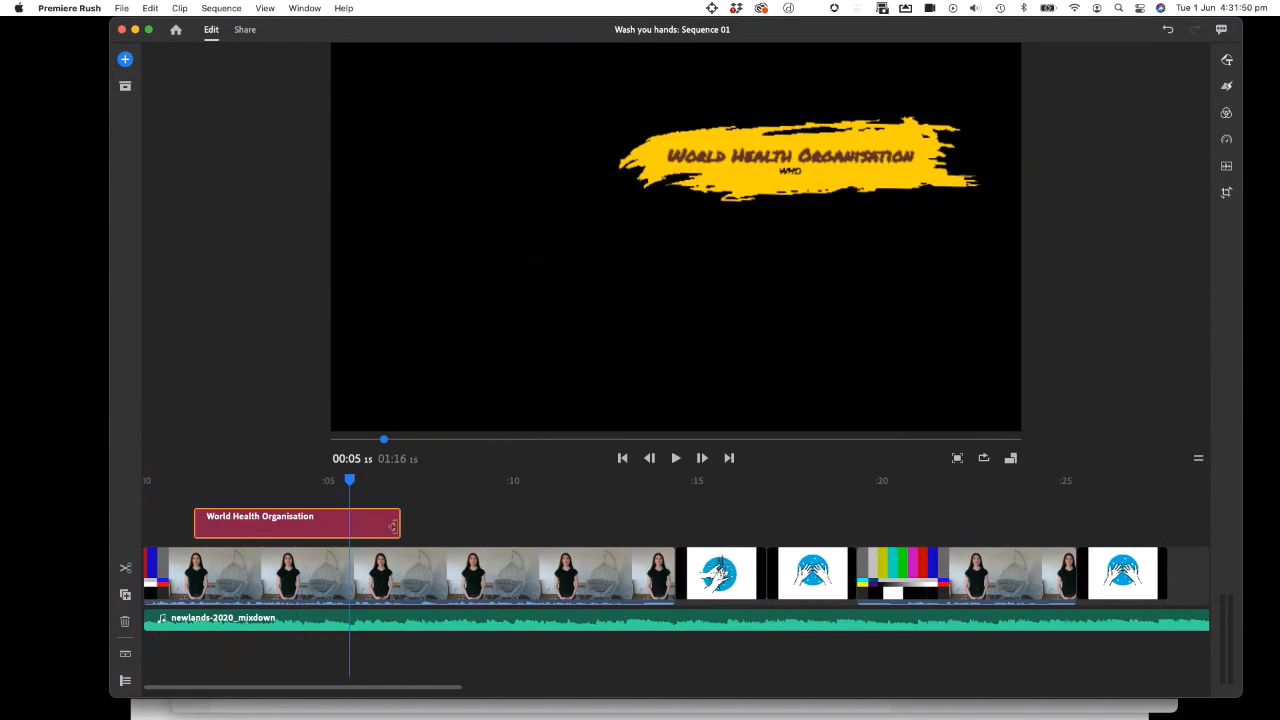 Premiere Rush File Edit Clip Sequence View Window Help Tue 1 Jun 4:31:50 pm
Edit Share Wash you hands: Sequence 01
World Health Organisation
WHO
00:05 15 01:16 15
:00 :05 :10 :15 :20 :25
World Health Organisation
newlands-2020_mixdown